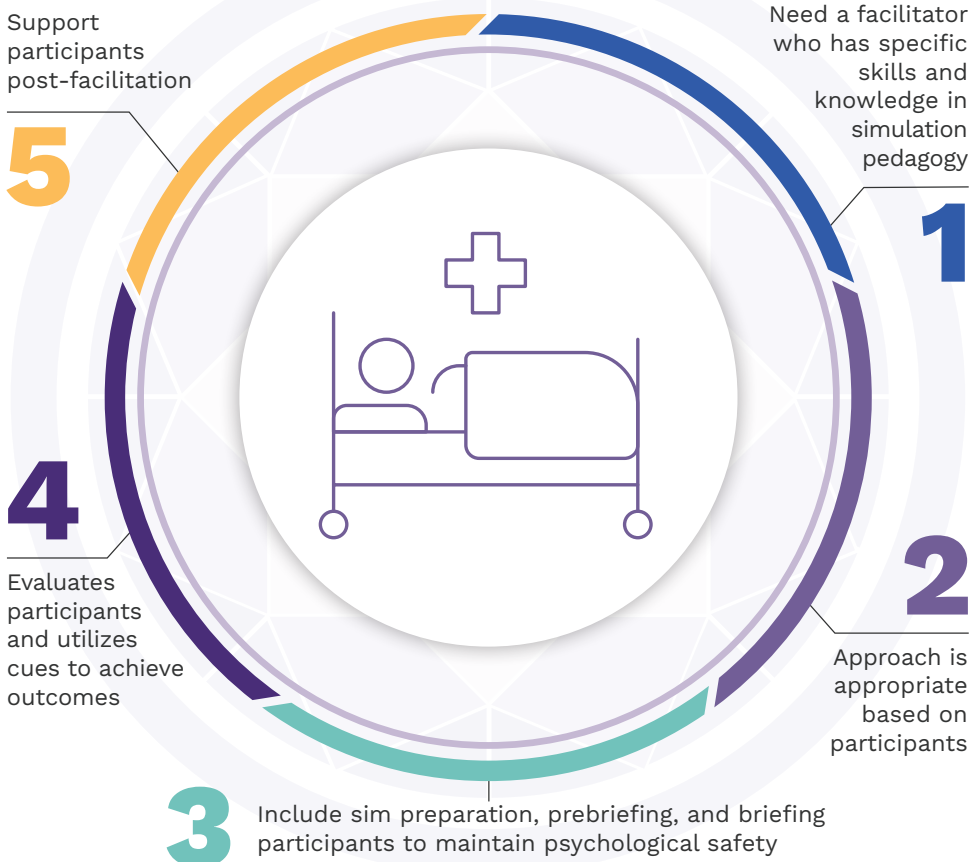 Need a facilitator
who has specific
skills and
knowledge in
simulation
pedagogy
1
2
Approach is
appropriate
based on
participants
3
Include sim preparation, prebriefing, and briefing
participants to maintain psychological safety
4
Evaluates
participants
and utilizes
cues to achieve
outcomes
Support
participants
post-facilitation
5